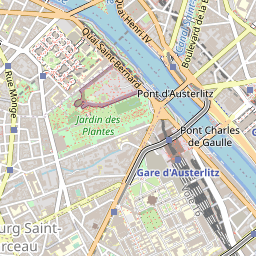 Quai Henri IV
Quai Saint-Bernard
Boulevard de la B
Rue Monge
Pont d'Austerlitz
Jardin des
Plantes
Pont Charles
de Gaulle
Gare d'Austerlitz
urg Saint-
rceau